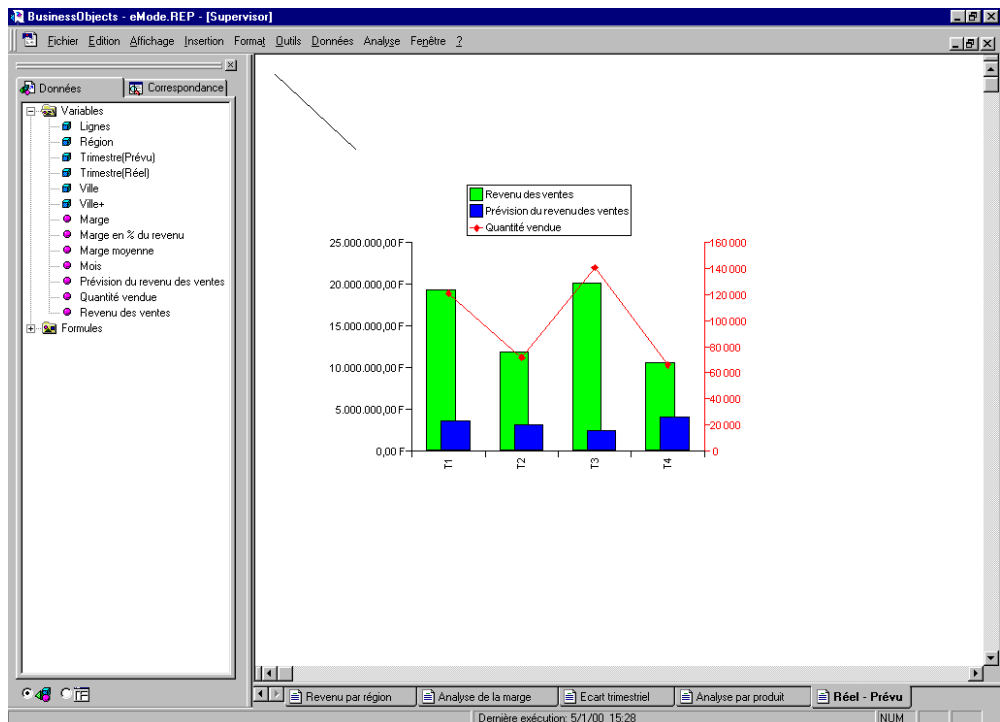 BusinessObjects - eMode.REP - [Supervisor]
Fichier Edition Affichage Insertion Format Outils Données Analyse Fenêtre ?
Données Correspondance
Variables
Lignes
Région
Trimestre(Prévu)
Trimestre(Réel)
Ville
Ville+
Marge
Marge en % du revenu
Marge moyenne
Mois
Prévision du revenu des ventes
Quantité vendue
Revenu des ventes
Formules
Revenu des ventes
Prévision du revenu des ventes
Quantité vendue
25.000.000,00 F
20.000.000,00 F
15.000.000,00 F
10.000.000,00 F
5.000.000,00 F
0,00 F
160 000
140 000
120 000
100 000
80 000
60 000
40 000
20 000
0
T1 T2 T3 T4
Revenu par région Analyse de la marge Ecart trimestriel Analyse par produit Réel - Prévu
Dernière exécution: 5/1/00 15:28 NUM